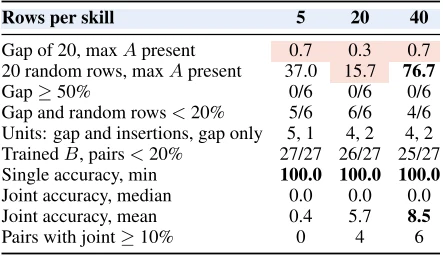 Rows per skill 5 20 40
Gap of 20, max A present 0.7 0.3 0.7
20 random rows, max A present 37.0 15.7 76.7
Gap ≥ 50% 0/6 0/6 0/6
Gap and random rows < 20% 5/6 6/6 4/6
Units: gap and insertions, gap only 5, 1 4, 2 4, 2
Trained B, pairs < 20% 27/27 26/27 25/27
Single accuracy, min 100.0 100.0 100.0
Joint accuracy, median 0.0 0.0 0.0
Joint accuracy, mean 0.4 5.7 8.5
Pairs with joint ≥ 10% 0 4 6